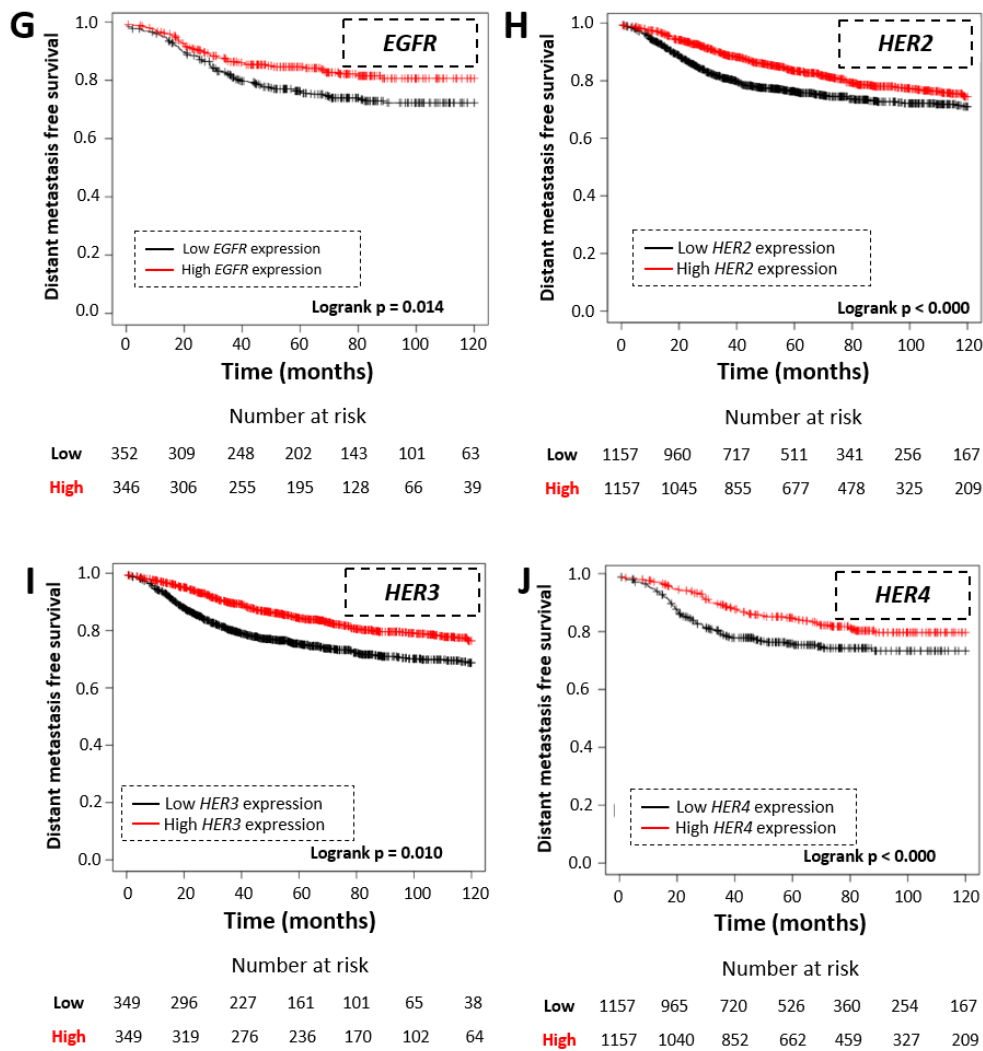 G
EGFR
Distant metastasis free survival
1.0
0.8
0.6
0.4
0.2
0.0
Low EGFR expression
High EGFR expression
Logrank p = 0.014
0 20 40 60 80 100 120
Time (months)
Number at risk
Low 352 309 248 202 143 101 63
High 346 306 255 195 128 66 39
H
HER2
Distant metastasis free survival
1.0
0.8
0.6
0.4
0.2
0.0
Low HER2 expression
High HER2 expression
Logrank p < 0.000
0 20 40 60 80 100 120
Time (months)
Number at risk
Low 1157 960 717 511 341 256 167
High 1157 1045 855 677 478 325 209
I
HER3
Distant metastasis free survival
1.0
0.8
0.6
0.4
0.2
0.0
Low HER3 expression
High HER3 expression
Logrank p = 0.010
0 20 40 60 80 100 120
Time (months)
Number at risk
Low 349 296 227 161 101 65 38
High 349 319 276 236 170 102 64
J
HER4
Distant metastasis free survival
1.0
0.8
0.6
0.4
0.2
0.0
Low HER4 expression
High HER4 expression
Logrank p < 0.000
0 20 40 60 80 100 120
Time (months)
Number at risk
Low 1157 965 720 526 360 254 167
High 1157 1040 852 662 459 327 209